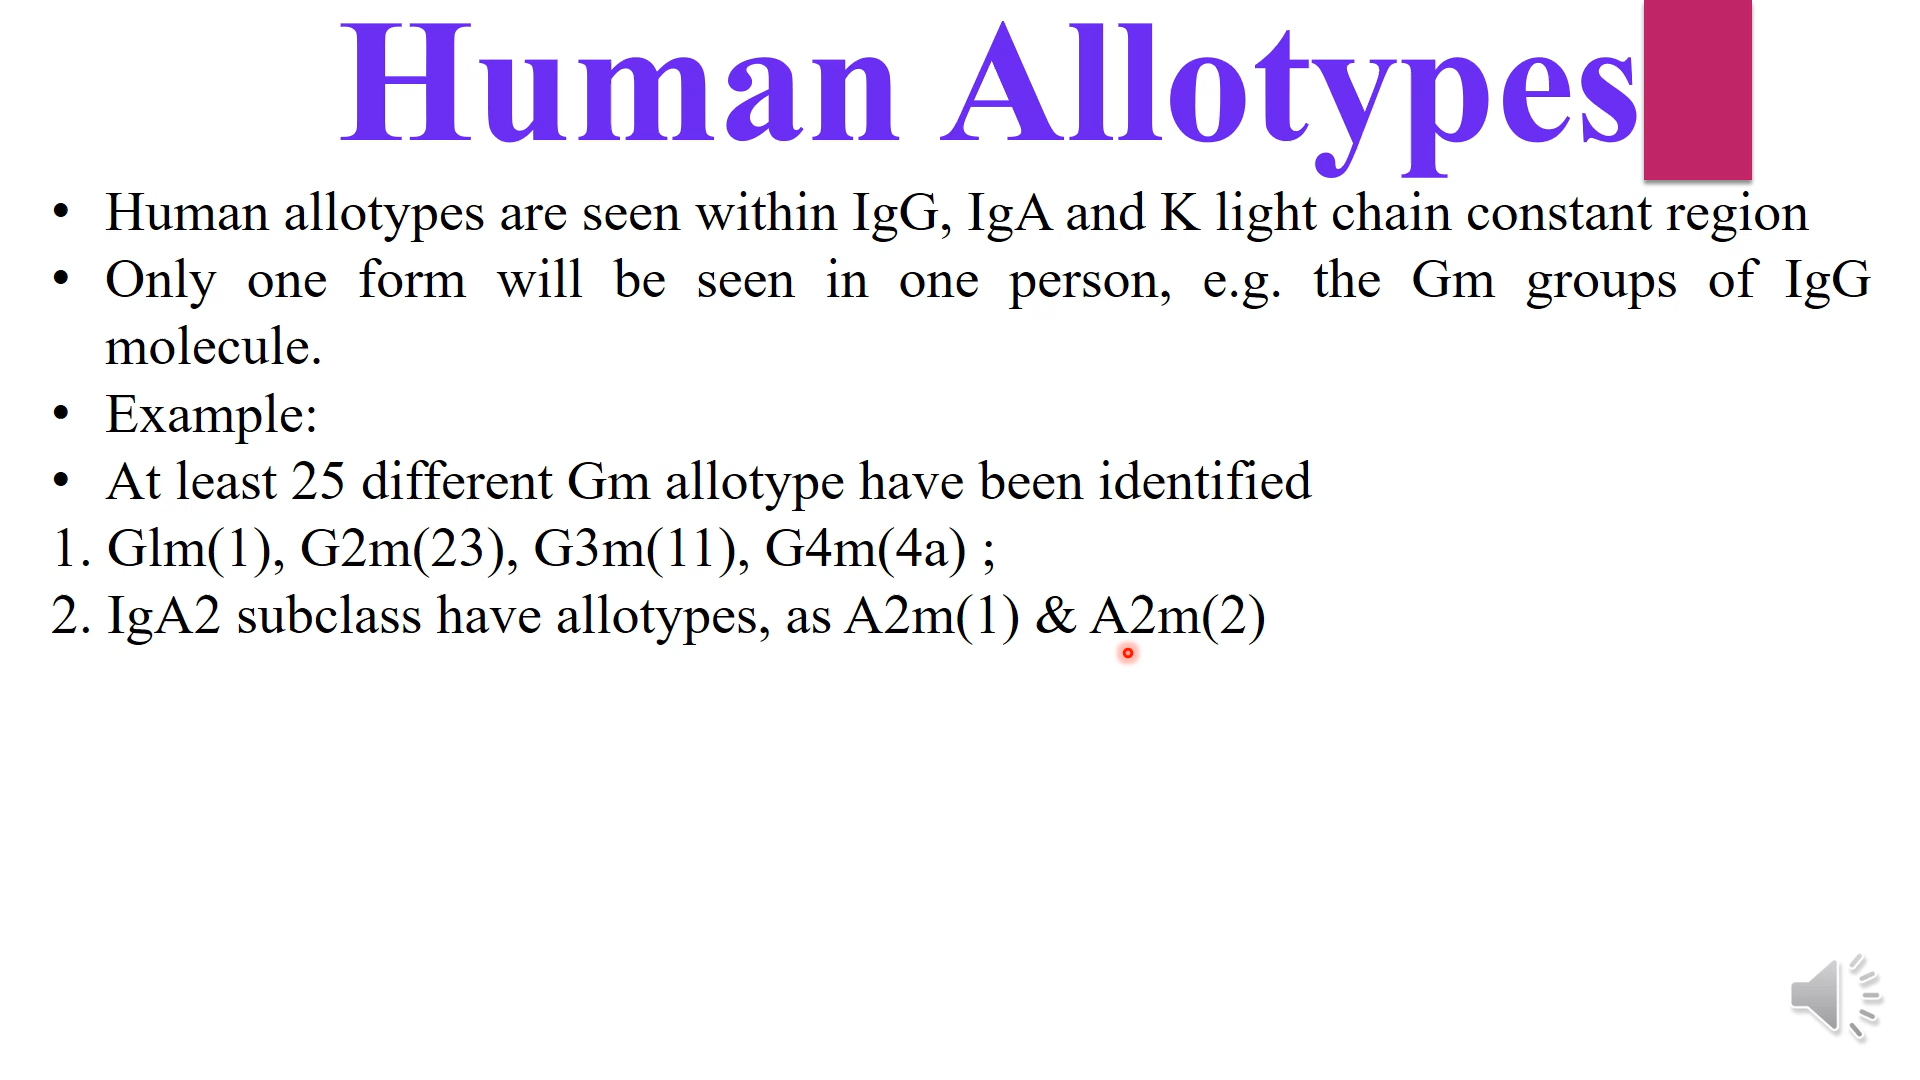 Human Allotypes
• Human allotypes are seen within IgG, IgA and K light chain constant region
• Only one form will be seen in one person, e.g. the Gm groups of IgG
molecule.
• Example:
• At least 25 different Gm allotype have been identified
1. Glm(1), G2m(23), G3m(11), G4m(4a) ;
2. IgA2 subclass have allotypes, as A2m(1) & A2m(2)